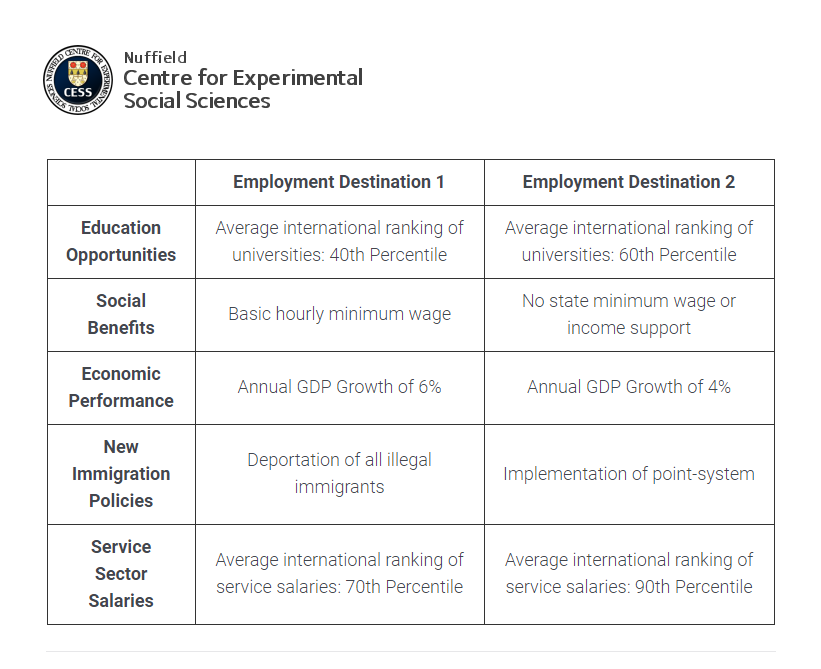 NUFFIELD CENTRE FOR EXPERIMENTAL SOCIAL SCIENCES
CESS
Nuffield
Centre for Experimental
Social Sciences
Employment Destination 1
Employment Destination 2
Education
Opportunities
Average international ranking of
universities: 40th Percentile
Average international ranking of
universities: 60th Percentile
Social
Benefits
Basic hourly minimum wage
No state minimum wage or
income support
Economic
Performance
Annual GDP Growth of 6%
Annual GDP Growth of 4%
New
Immigration
Policies
Deportation of all illegal
immigrants
Implementation of point-system
Service
Sector
Salaries
Average international ranking of
service salaries: 70th Percentile
Average international ranking of
service salaries: 90th Percentile